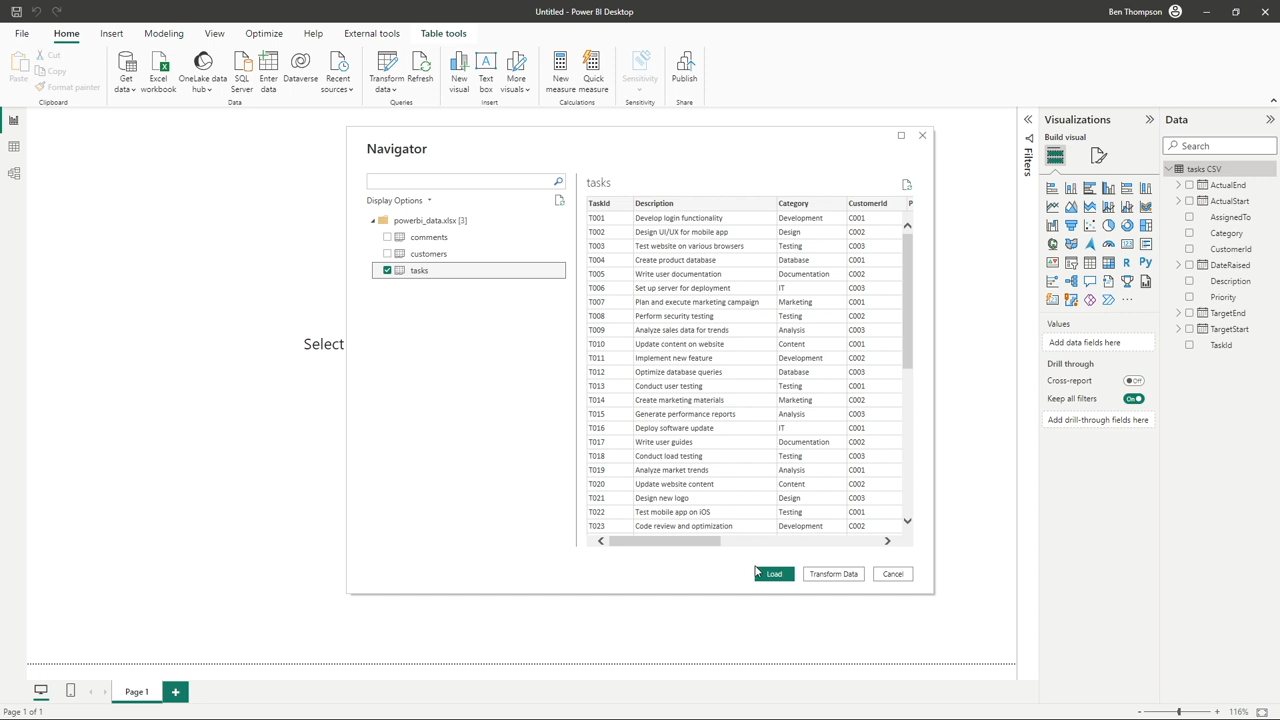 Untitled - Power BI Desktop
Ben Thompson
File Home Insert Modeling View Optimize Help External tools Table tools
Paste
Cut
Copy
Format painter
Clipboard
Get data
Excel workbook
OneLake data hub
SQL Server
Enter data
Dataverse
Recent sources
Data
Transform data
Refresh
Queries
New visual
Text box
More visuals
Insert
New measure
Quick measure
Calculations
Sensitivity
Sensitivity
Publish
Share
Select
Navigator
Display Options
powerbi_data.xlsx [3]
comments
customers
tasks
tasks
TaskId Description Category CustomerId P
T001 Develop login functionality Development C001
T002 Design UI/UX for mobile app Design C002
T003 Test website on various browsers Testing C003
T004 Create product database Database C001
T005 Write user documentation Documentation C002
T006 Set up server for deployment IT C003
T007 Plan and execute marketing campaign Marketing C001
T008 Perform security testing Testing C002
T009 Analyze sales data for trends Analysis C003
T010 Update content on website Content C001
T011 Implement new feature Development C002
T012 Optimize database queries Database C003
T013 Conduct user testing Testing C001
T014 Create marketing materials Marketing C002
T015 Generate performance reports Analysis C003
T016 Deploy software update IT C001
T017 Write user guides Documentation C002
T018 Conduct load testing Testing C003
T019 Analyze market trends Analysis C001
T020 Update website content Content C002
T021 Design new logo Design C003
T022 Test mobile app on iOS Testing C001
T023 Code review and optimization Development C002
Load
Transform Data
Cancel
Filters
Visualizations
Build visual
R Py
Values
Add data fields here
Drill through
Cross-report Off
Keep all filters On
Add drill-through fields here
Data
Search
tasks CSV
ActualEnd
ActualStart
AssignedTo
Category
CustomerId
DateRaised
Description
Priority
TargetEnd
TargetStart
TaskId
Page 1
Page 1 of 1
116%